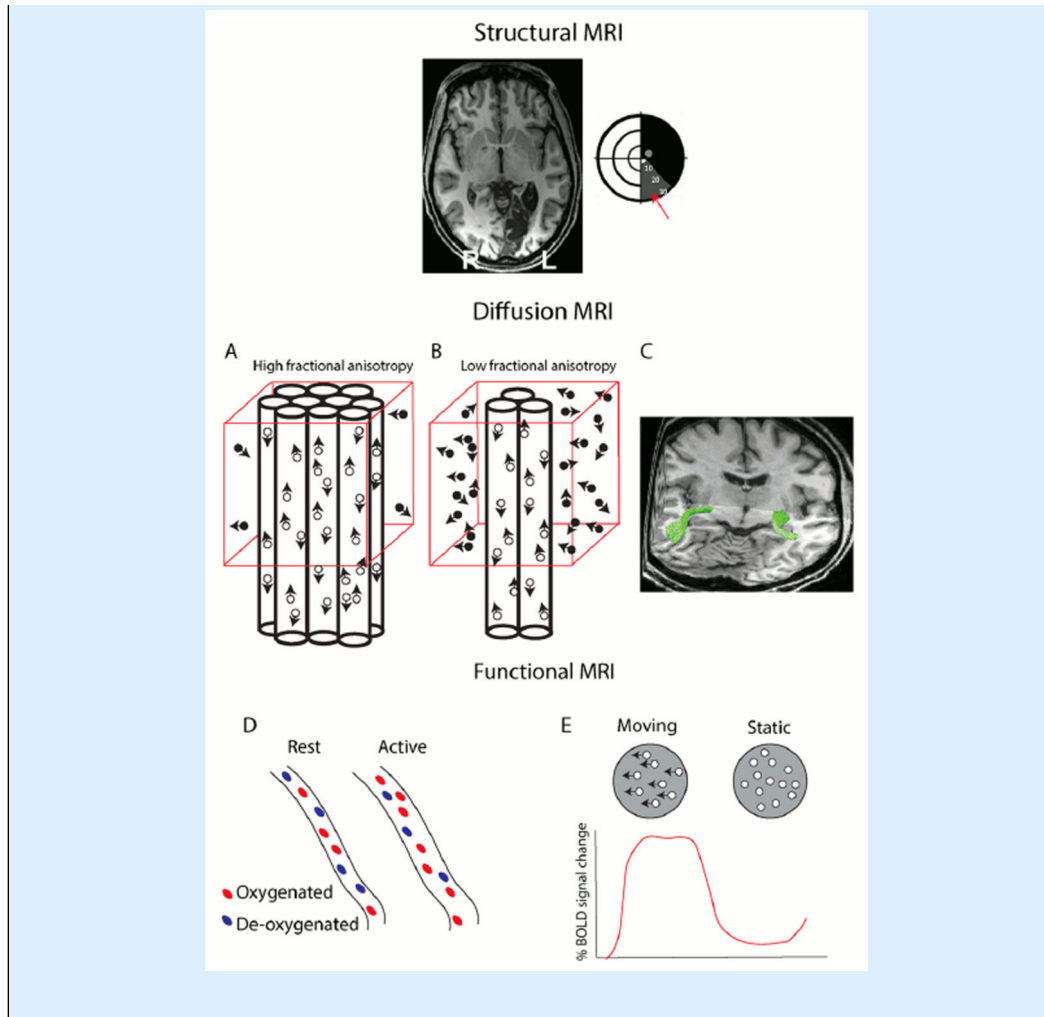 Structural MRI
10
20
30
R L
Diffusion MRI
A B C
High fractional anisotropy Low fractional anisotropy
Functional MRI
D E
Moving Static
Rest Active
Oxygenated
De-oxygenated
% BOLD signal change